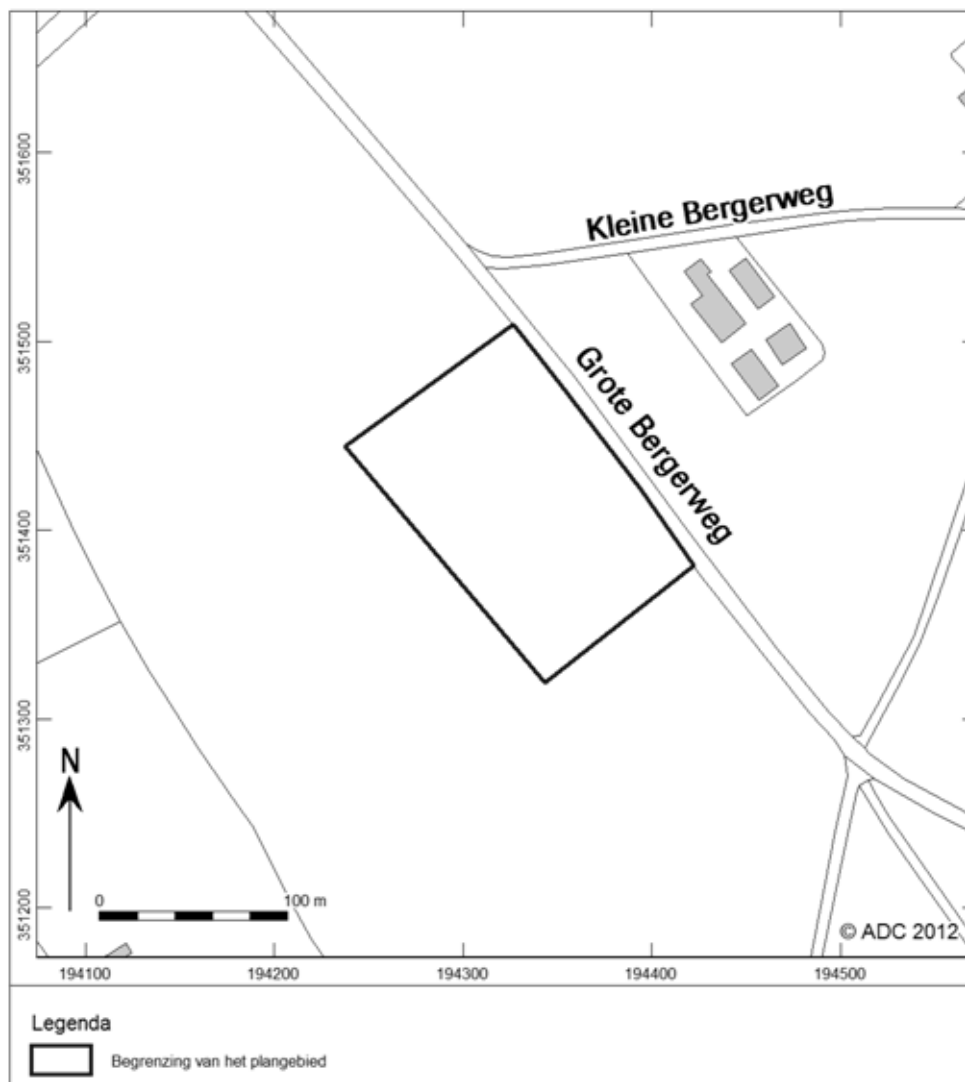 351600
Kleine Bergerweg
351500
Grote Bergerweg
351400
351300
N
0 100 m
351200
© ADC 2012
194100 194200 194300 194400 194500
Legenda
Begrenzing van het plangebied